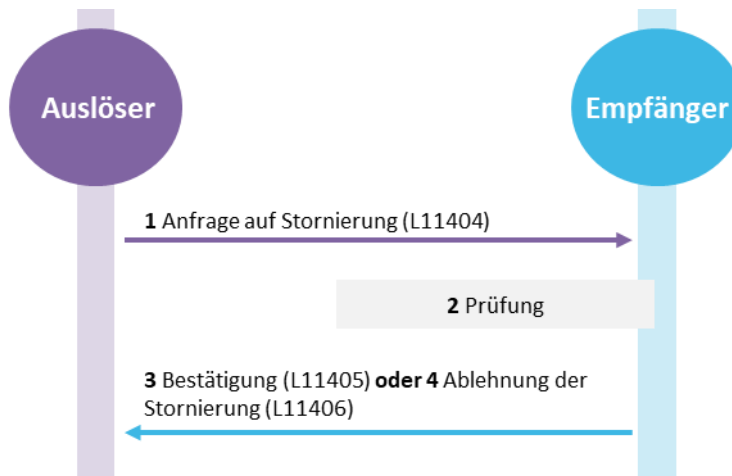 Auslöser
Empfänger
1 Anfrage auf Stornierung (L11404)
2 Prüfung
3 Bestätigung (L11405) oder 4 Ablehnung der
Stornierung (L11406)